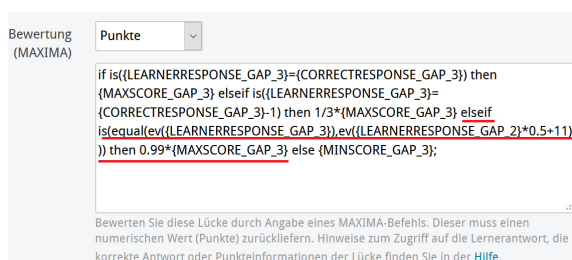 Bewertung
(MAXIMA)
Punkte
if is({LEARNERRESPONSE_GAP_3}={CORRECTRESPONSE_GAP_3}) then
{MAXSCORE_GAP_3} elseif is({LEARNERRESPONSE_GAP_3}=
{CORRECTRESPONSE_GAP_3}-1) then 1/3*{MAXSCORE_GAP_3} elseif
is(equal(ev({LEARNERRESPONSE_GAP_3}),ev({LEARNERRESPONSE_GAP_2}*0.5+11)
)) then 0.99*{MAXSCORE_GAP_3} else {MINSCORE_GAP_3};
Bewerten Sie diese Lücke durch Angabe eines MAXIMA-Befehls. Dieser muss einen
numerischen Wert (Punkte) zurückliefern. Hinweise zum Zugriff auf die Lernerantwort, die
korrekte Antwort oder Punkteinformationen der Lücke finden Sie in der Hilfe.